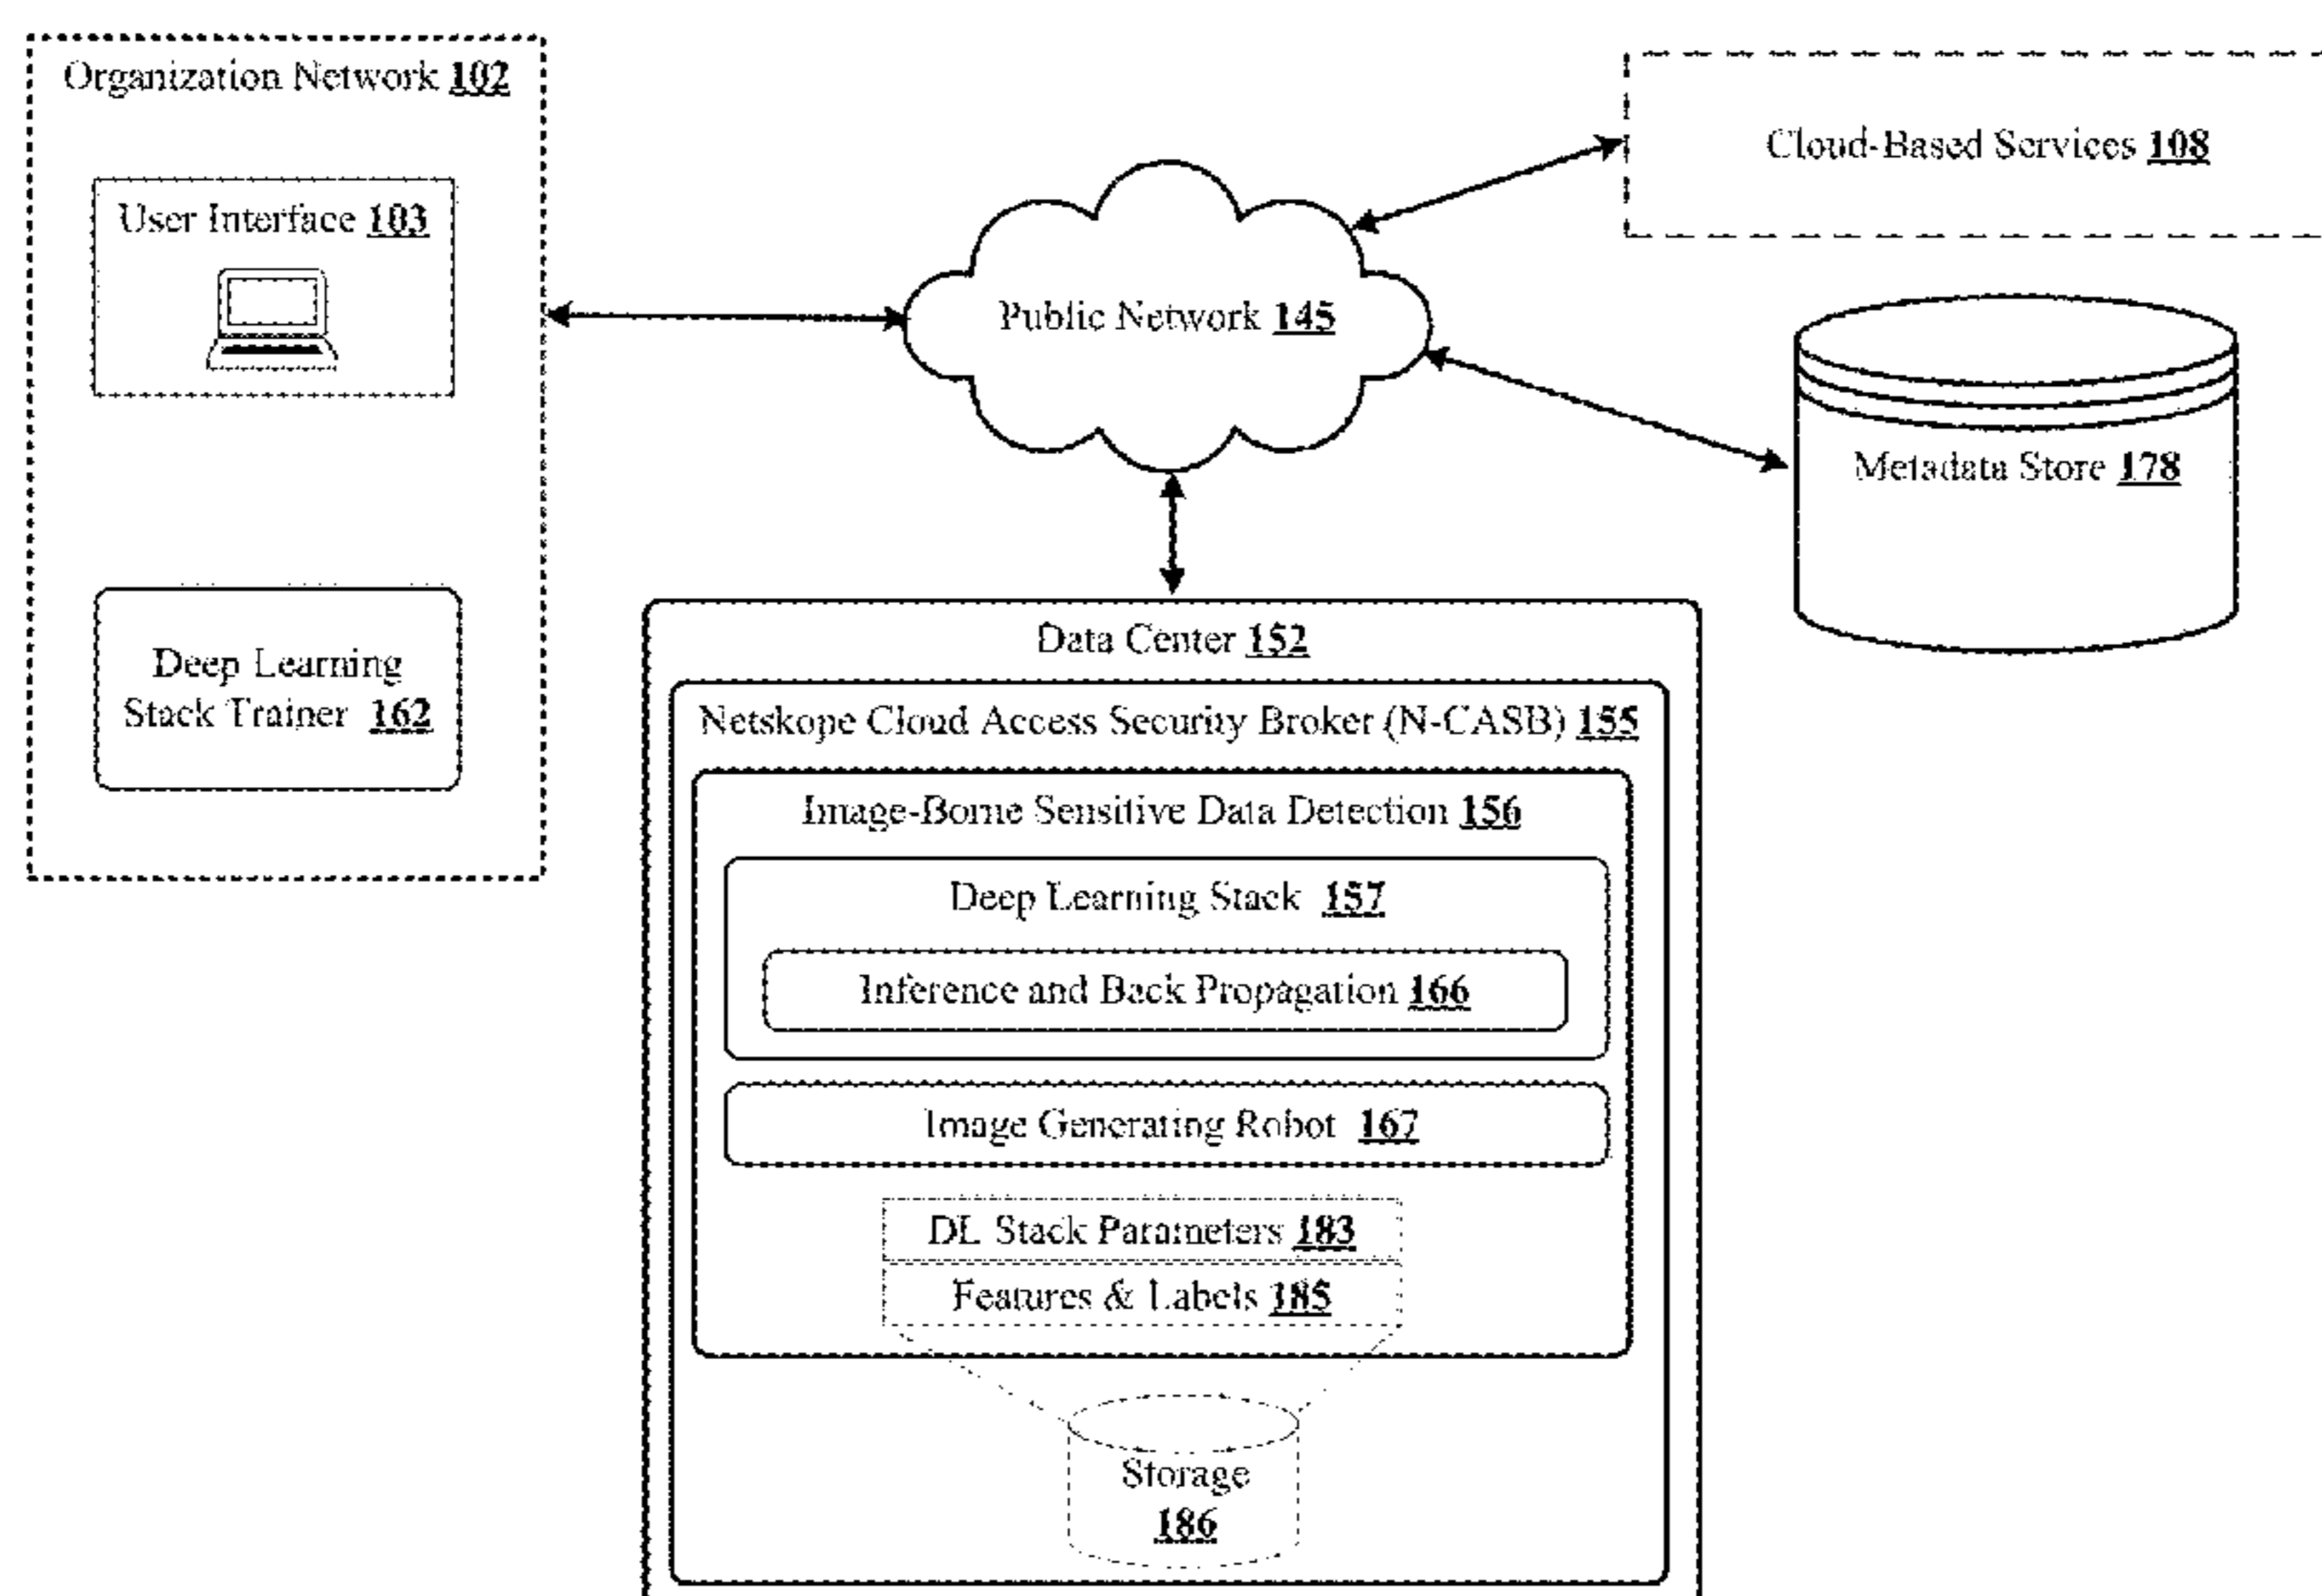 Organization Network 102
User Interface 103
Deep Learning
Stack Trainer 162
Public Network 145
Cloud-Based Services 108
Metadata Store 178
Data Center 152
Netskope Cloud Access Security Broker (N-CASB) 155
Image-Borne Sensitive Data Detection 156
Deep Learning Stack 157
Inference and Back Propagation 166
Image Generating Robot 167
DL Stack Parameters 183
Features & Labels 185
Storage
186